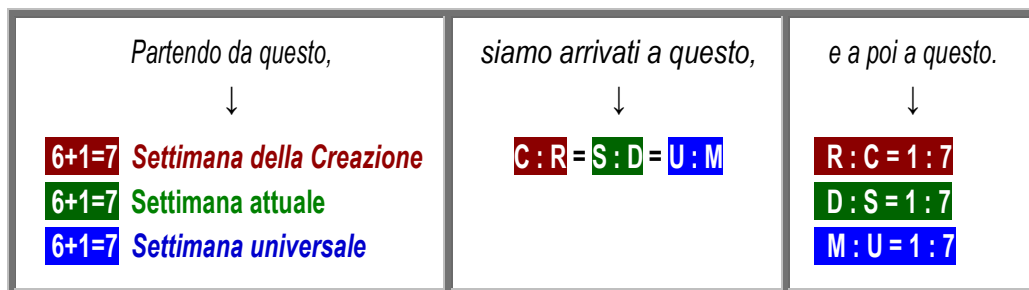 Partendo da questo,
↓
6+1=7 Settimana della Creazione
6+1=7 Settimana attuale
6+1=7 Settimana universale
siamo arrivati a questo,
↓
C : R = S : D = U : M
e a poi a questo.
↓
R : C = 1 : 7
D : S = 1 : 7
M : U = 1 : 7